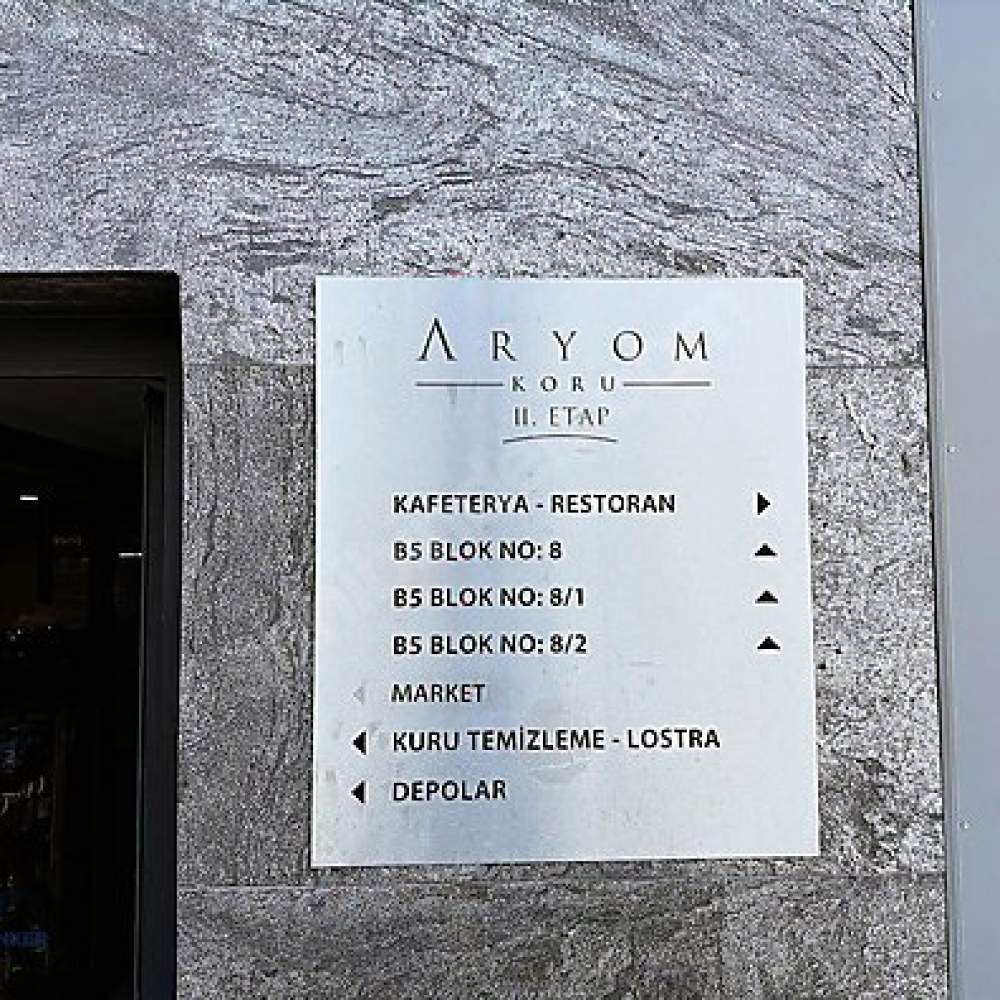 ARYOM
KORU
II. ETAP
KAFETERYA - RESTORAN
B5 BLOK NO: 8
B5 BLOK NO: 8/1
B5 BLOK NO: 8/2
MARKET
KURU TEMİZLEME - LOSTRA
DEPOLAR